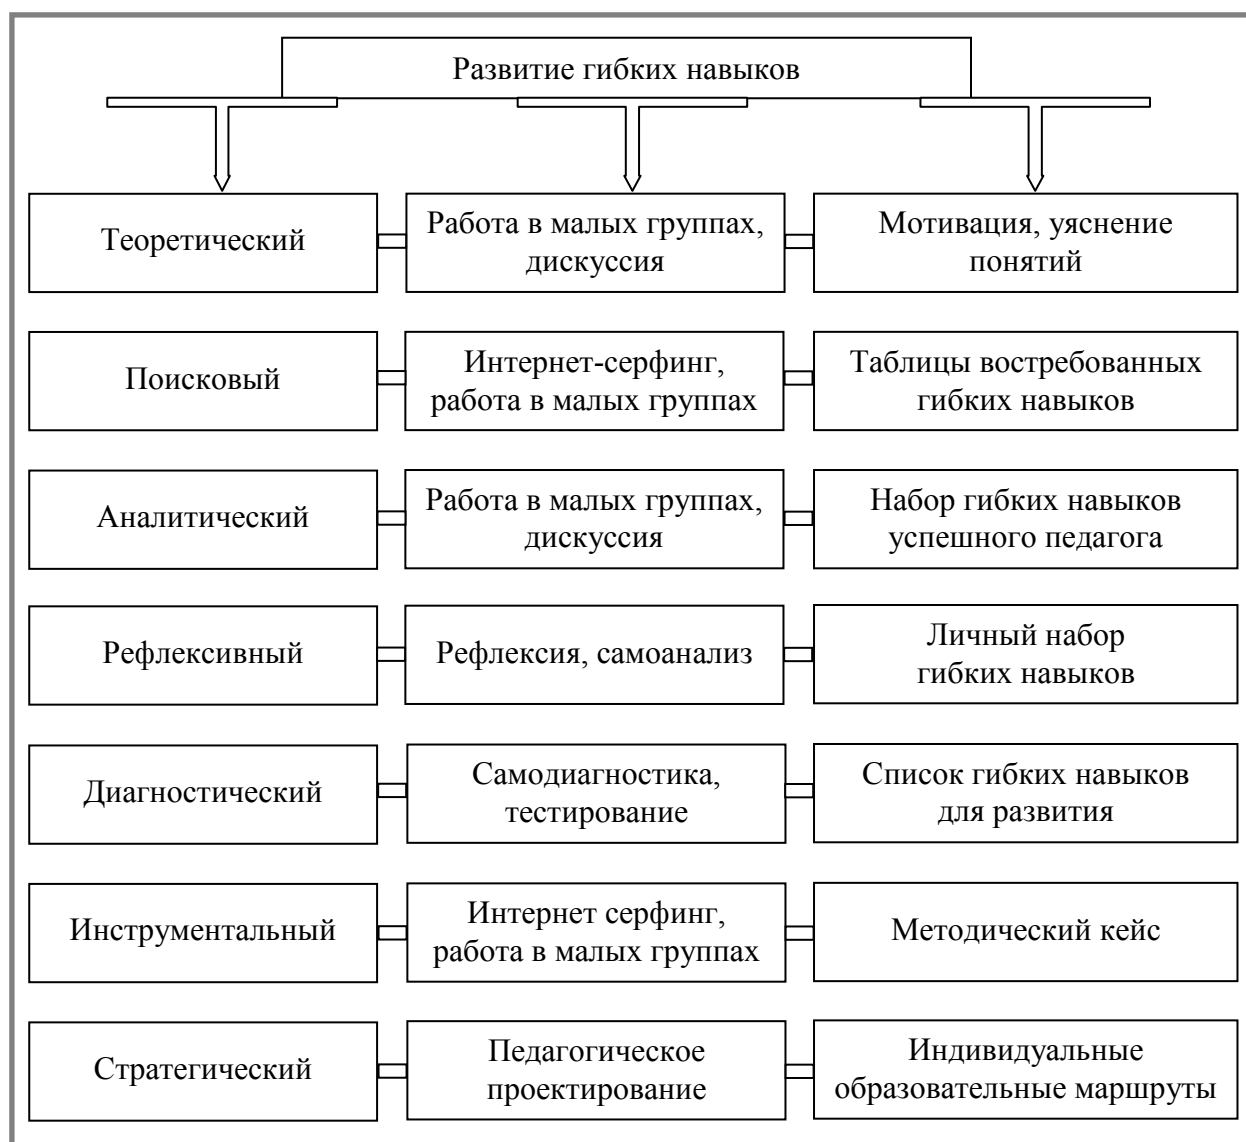 Развитие гибких навыков
Теоретический
Работа в малых группах,
дискуссия
Мотивация, уяснение
понятий
Поисковый
Интернет-серфинг,
работа в малых группах
Таблицы востребованных
гибких навыков
Аналитический
Работа в малых группах,
дискуссия
Набор гибких навыков
успешного педагога
Рефлексивный
Рефлексия, самоанализ
Личный набор
гибких навыков
Диагностический
Самодиагностика,
тестирование
Список гибких навыков
для развития
Инструментальный
Интернет серфинг,
работа в малых группах
Методический кейс
Стратегический
Педагогическое
проектирование
Индивидуальные
образовательные маршруты